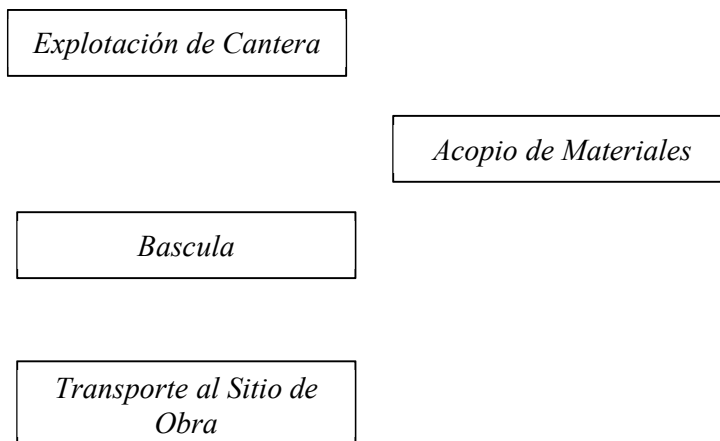 Explotación de Cantera
Acopio de Materiales
Bascula
Transporte al Sitio de
Obra